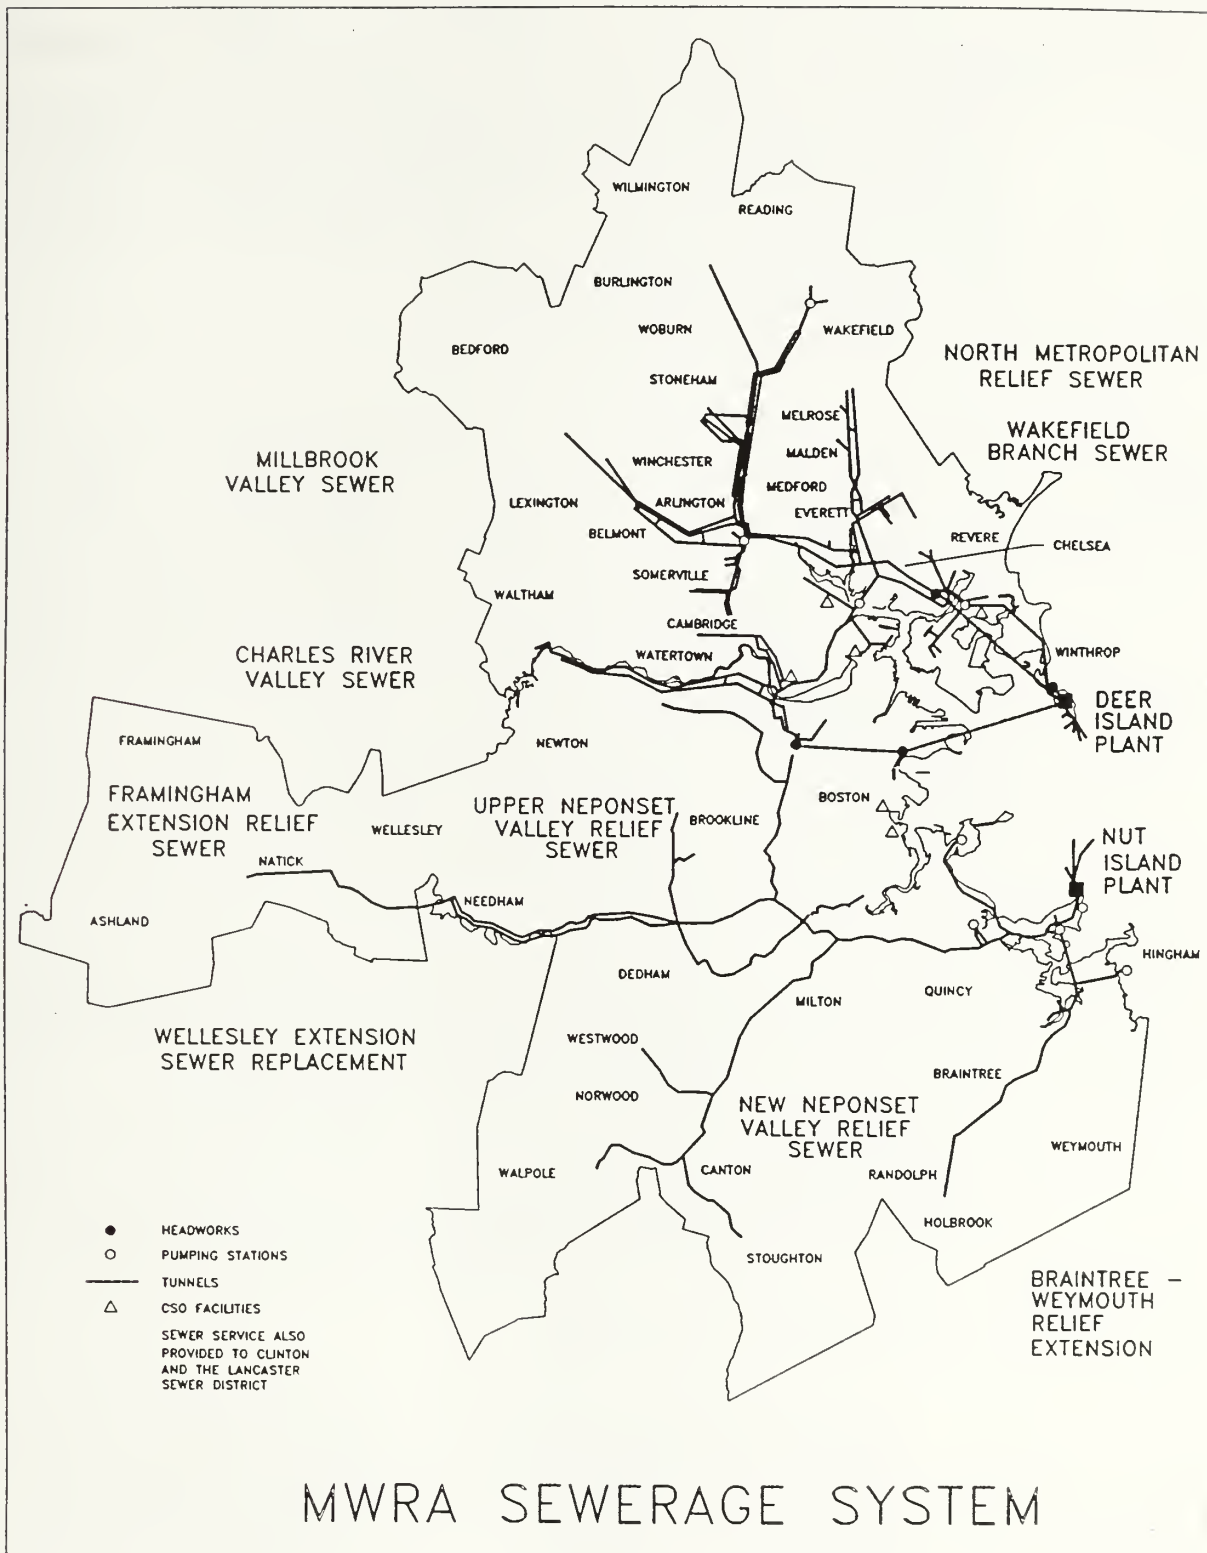 WILMINGTON
READING
BURLINGTON
WOBURN
WAKEFIELD
BEDFORD
NORTH METROPOLITAN
RELIEF SEWER
STONEHAM
MELROSE
WAKEFIELD
BRANCH SEWER
MALDEN
MILLBROOK
VALLEY SEWER
WINCHESTER
MEDFORD
LEXINGTON
ARLINGTON
EVERETT
BELMONT
REVERE
CHELSEA
SOMERVILLE
WALTHAM
CAMBRIDGE
CHARLES RIVER
VALLEY SEWER
WATERTOWN
WINTHROP
DEER
ISLAND
PLANT
FRAMINGHAM
NEWTON
FRAMINGHAM
EXTENSION RELIEF
SEWER
UPPER NEPONSET
VALLEY RELIEF
SEWER
BOSTON
BROOKLINE
WELLESLEY
NUT
ISLAND
PLANT
NATICK
NEEDHAM
ASHLAND
HINGHAM
DEDHAM
QUINCY
MILTON
WELLESLEY EXTENSION
SEWER REPLACEMENT
WESTWOOD
BRAINTREE
NORWOOD
NEW NEPONSET
VALLEY RELIEF
SEWER
WEYMOUTH
WALPOLE
CANTON
RANDOLPH
HOLBROOK
STOUGHTON
HEADWORKS
PUMPING STATIONS
TUNNELS
CSO FACILITIES
SEWER SERVICE ALSO
PROVIDED TO CLINTON
AND THE LANCASTER
SEWER DISTRICT
BRAINTREE –
WEYMOUTH
RELIEF
EXTENSION
MWRA SEWERAGE SYSTEM